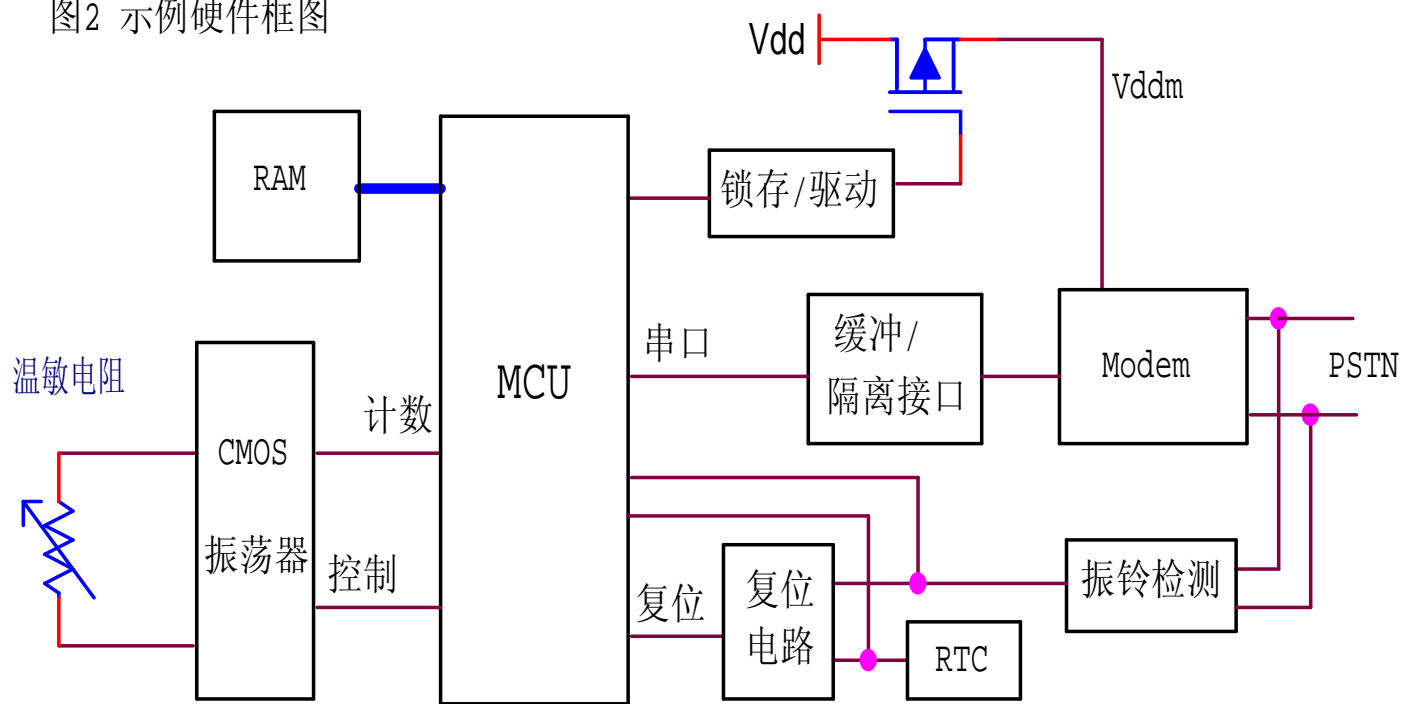 图2 示例硬件框图
Vdd
Vddm
RAM
锁存/驱动
MCU
串口
缓冲/
隔离接口
Modem
PSTN
温敏电阻
CMOS
振荡器
计数
控制
复位
复位
电路
RTC
振铃检测